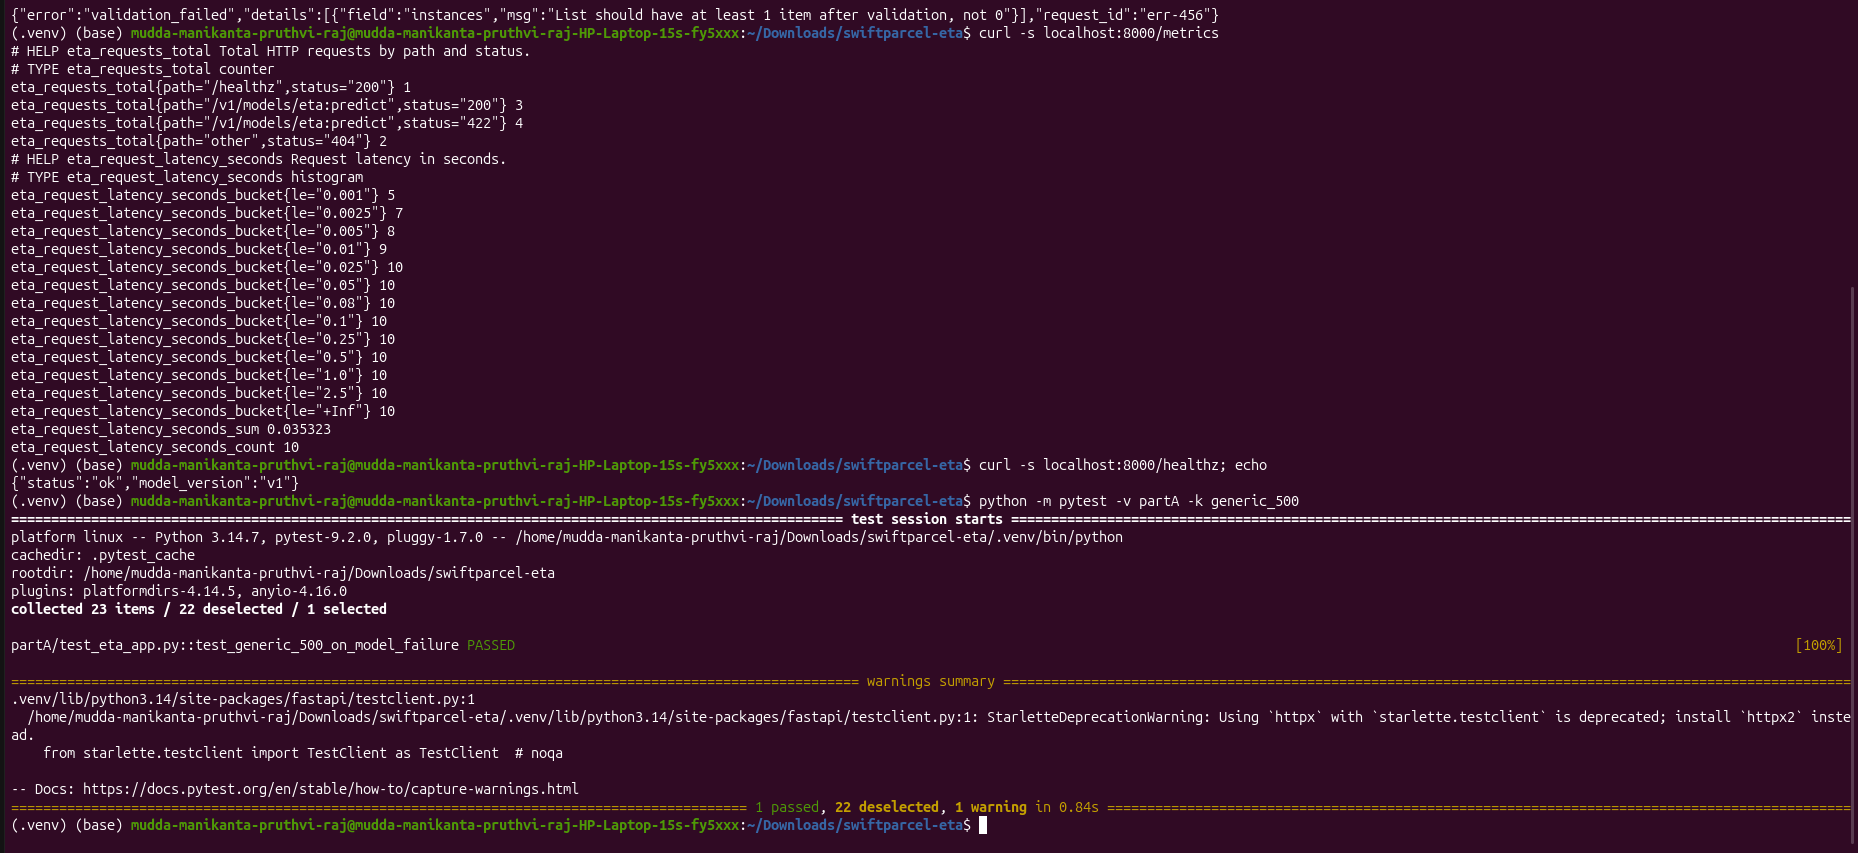 {"error":"validation_failed","details":[{"field":"instances","msg":"List should have at least 1 item after validation, not 0"}],"request_id":"err-456"}
(.venv) (base) mudda-manikanta-pruthvi-raj@mudda-manikanta-pruthvi-raj-HP-Laptop-15s-fy5xxx:~/Downloads/swiftparcel-eta$ curl -s localhost:8000/metrics
# HELP eta_requests_total Total HTTP requests by path and status.
# TYPE eta_requests_total counter
eta_requests_total{path="/healthz",status="200"} 1
eta_requests_total{path="/v1/models/eta:predict",status="200"} 3
eta_requests_total{path="/v1/models/eta:predict",status="422"} 4
eta_requests_total{path="other",status="404"} 2
# HELP eta_request_latency_seconds Request latency in seconds.
# TYPE eta_request_latency_seconds histogram
eta_request_latency_seconds_bucket{le="0.001"} 5
eta_request_latency_seconds_bucket{le="0.0025"} 7
eta_request_latency_seconds_bucket{le="0.005"} 8
eta_request_latency_seconds_bucket{le="0.01"} 9
eta_request_latency_seconds_bucket{le="0.025"} 10
eta_request_latency_seconds_bucket{le="0.05"} 10
eta_request_latency_seconds_bucket{le="0.08"} 10
eta_request_latency_seconds_bucket{le="0.1"} 10
eta_request_latency_seconds_bucket{le="0.25"} 10
eta_request_latency_seconds_bucket{le="0.5"} 10
eta_request_latency_seconds_bucket{le="1.0"} 10
eta_request_latency_seconds_bucket{le="2.5"} 10
eta_request_latency_seconds_bucket{le="+Inf"} 10
eta_request_latency_seconds_sum 0.035323
eta_request_latency_seconds_count 10
(.venv) (base) mudda-manikanta-pruthvi-raj@mudda-manikanta-pruthvi-raj-HP-Laptop-15s-fy5xxx:~/Downloads/swiftparcel-eta$ curl -s localhost:8000/healthz; echo
{"status":"ok","model_version":"v1"}
(.venv) (base) mudda-manikanta-pruthvi-raj@mudda-manikanta-pruthvi-raj-HP-Laptop-15s-fy5xxx:~/Downloads/swiftparcel-eta$ python -m pytest -v partA -k generic_500
======================================================================================================== test session starts =========================================================================================================
platform linux -- Python 3.14.7, pytest-9.2.0, pluggy-1.7.0 -- /home/mudda-manikanta-pruthvi-raj/Downloads/swiftparcel-eta/.venv/bin/python
cachedir: .pytest_cache
rootdir: /home/mudda-manikanta-pruthvi-raj/Downloads/swiftparcel-eta
plugins: platformdirs-4.14.5, anyio-4.16.0
collected 23 items / 22 deselected / 1 selected
partA/test_eta_app.py::test_generic_500_on_model_failure PASSED [100%]
========================================================================================================== warnings summary ==========================================================================================================
.venv/lib/python3.14/site-packages/fastapi/testclient.py:1
  /home/mudda-manikanta-pruthvi-raj/Downloads/swiftparcel-eta/.venv/lib/python3.14/site-packages/fastapi/testclient.py:1: StarletteDeprecationWarning: Using `httpx` with `starlette.testclient` is deprecated; install `httpx2` inste
ad.
    from starlette.testclient import TestClient as TestClient  # noqa
-- Docs: https://docs.pytest.org/en/stable/how-to/capture-warnings.html
============================================================================================ 1 passed, 22 deselected, 1 warning in 0.84s =============================================================================================
(.venv) (base) mudda-manikanta-pruthvi-raj@mudda-manikanta-pruthvi-raj-HP-Laptop-15s-fy5xxx:~/Downloads/swiftparcel-eta$